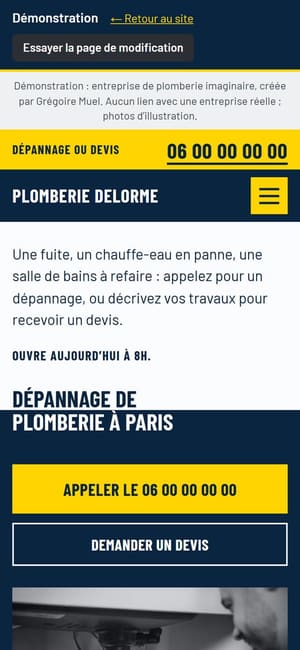 Démonstration
← Retour au site
Essayer la page de modification
Démonstration : entreprise de plomberie imaginaire, créée
par Grégoire Muel. Aucun lien avec une entreprise réelle ;
photos d'illustration.
DÉPANNAGE OU DEVIS
06 00 00 00 00
PLOMBERIE DELORME
Une fuite, un chauffe-eau en panne, une
salle de bains à refaire : appelez pour un
dépannage, ou décrivez vos travaux pour
recevoir un devis.
OUVRE AUJOURD'HUI À 8H.
DÉPANNAGE DE
PLOMBERIE À PARIS
APPELER LE 06 00 00 00 00
DEMANDER UN DEVIS